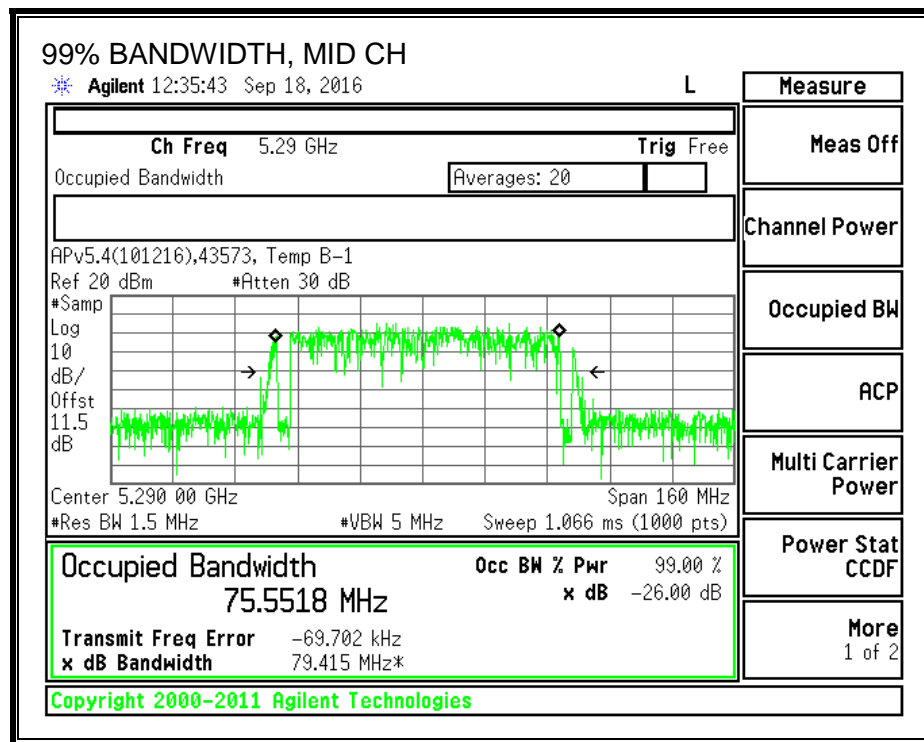 99% BANDWIDTH, MID CH
Agilent 12:35:43 Sep 18, 2016 L
Ch Freq 5.29 GHz Trig Free
Occupied Bandwidth Averages: 20
APv5.4(101216),43573, Temp B-1
Ref 20 dBm #Atten 30 dB
#Samp
Log
10
dB/
Offst
11.5
dB
Center 5.290 00 GHz Span 160 MHz
#Res BW 1.5 MHz #VBW 5 MHz Sweep 1.066 ms (1000 pts)
Occupied Bandwidth Occ BW % Pwr 99.00 %
75.5518 MHz x dB -26.00 dB
Transmit Freq Error -69.702 kHz
x dB Bandwidth 79.415 MHz*
Copyright 2000-2011 Agilent Technologies
Measure
Meas Off
Channel Power
Occupied BW
ACP
Multi Carrier
Power
Power Stat
CCDF
More
1 of 2